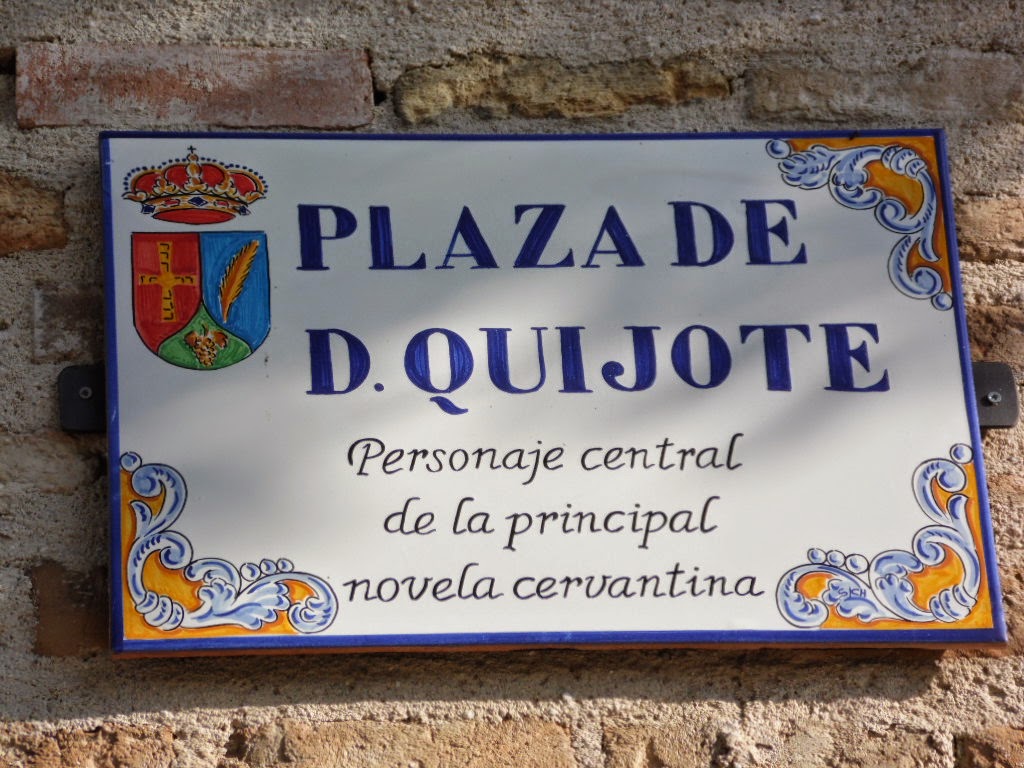 PLAZA DE
D. QUIJOTE
Personaje central
de la principal
novela cervantina